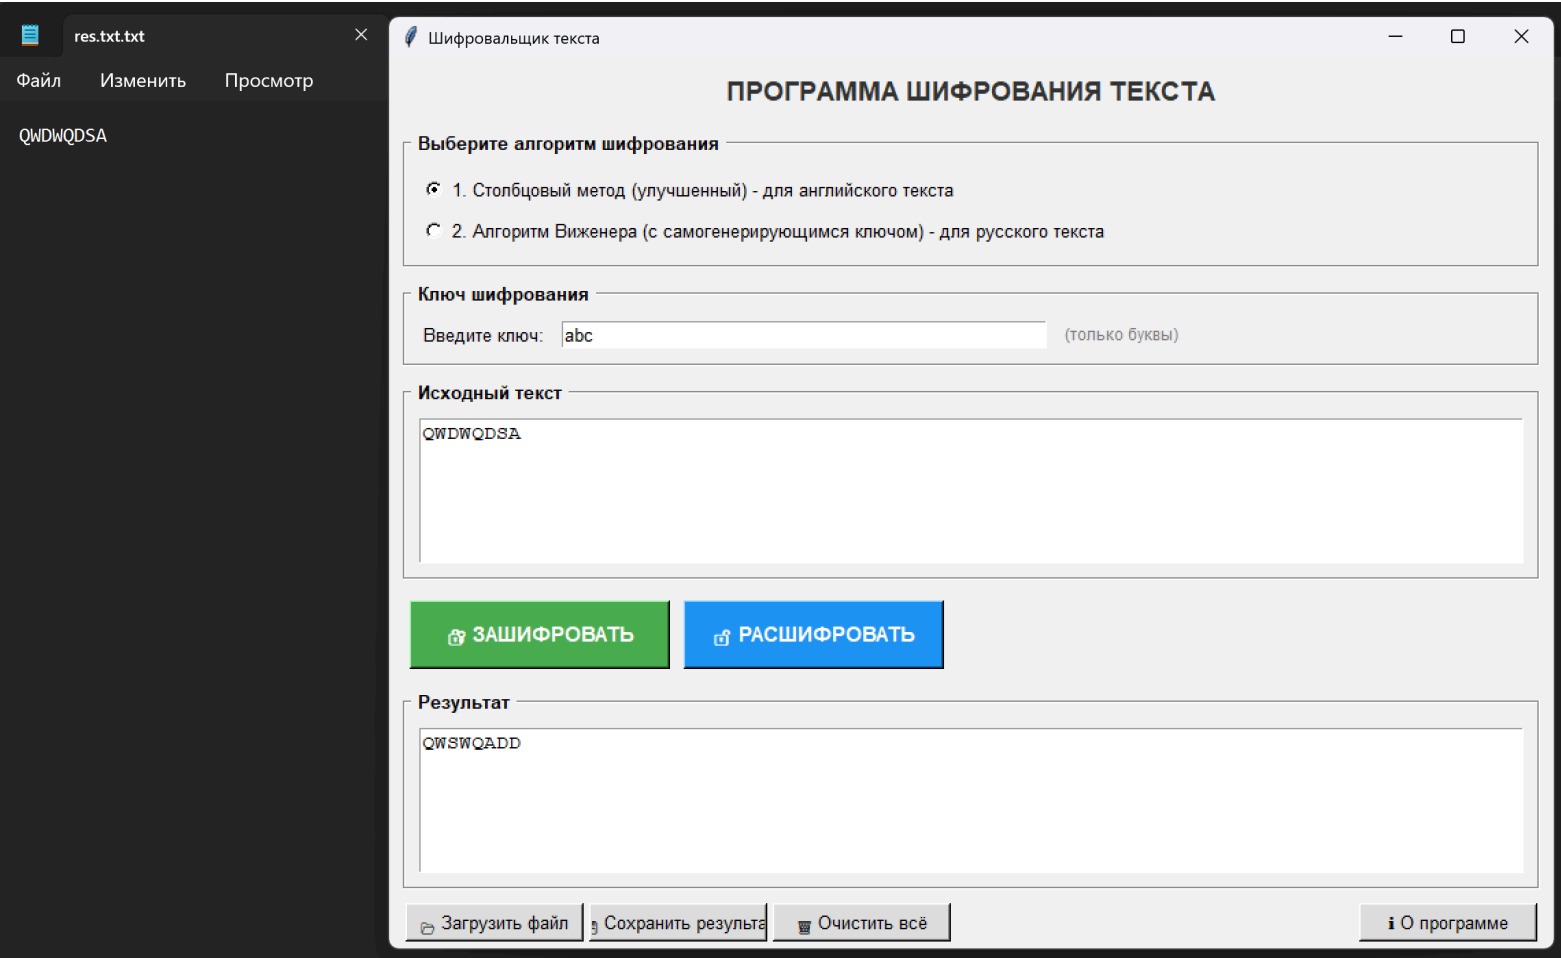 res.txt.txt
Файл Изменить Просмотр
QWDWQDSA
Шифровальщик текста
ПРОГРАММА ШИФРОВАНИЯ ТЕКСТА
Выберите алгоритм шифрования
1. Столбцовый метод (улучшенный) - для английского текста
2. Алгоритм Виженера (с самогенерирующимся ключом) - для русского текста
Ключ шифрования
Введите ключ: abc (только буквы)
Исходный текст
QWDWQDSA
ЗАШИФРОВАТЬ РАСШИФРОВАТЬ
Результат
QWSWQADD
Загрузить файл Сохранить результа Очистить всё i О программе